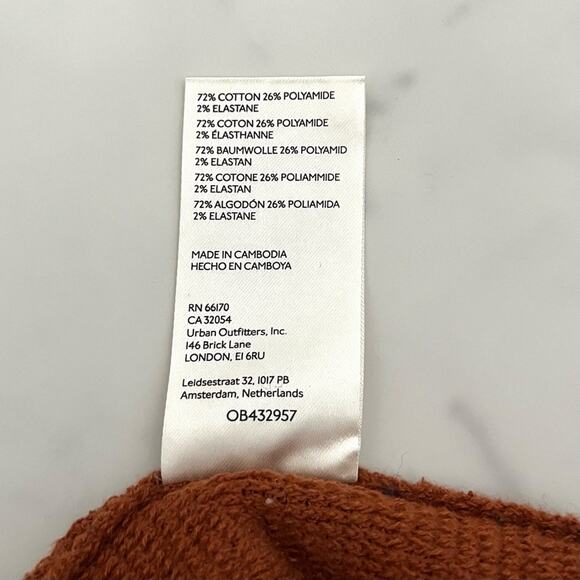 72% COTTON 26% POLYAMIDE
2% ELASTANE
72% COTON 26% POLYAMIDE
2% ÉLASTHANNE
72% BAUMWOLLE 26% POLYAMID
2% ELASTAN
72% COTONE 26% POLIAMMIDE
2% ELASTAN
72% ALGODÓN 26% POLIAMIDA
2% ELASTANE
MADE IN CAMBODIA
HECHO EN CAMBOYA
RN 66170
CA 32054
Urban Outfitters, Inc.
146 Brick Lane
LONDON, E1 6RU
Leidsestraat 32, 1017 PB
Amsterdam, Netherlands
OB432957